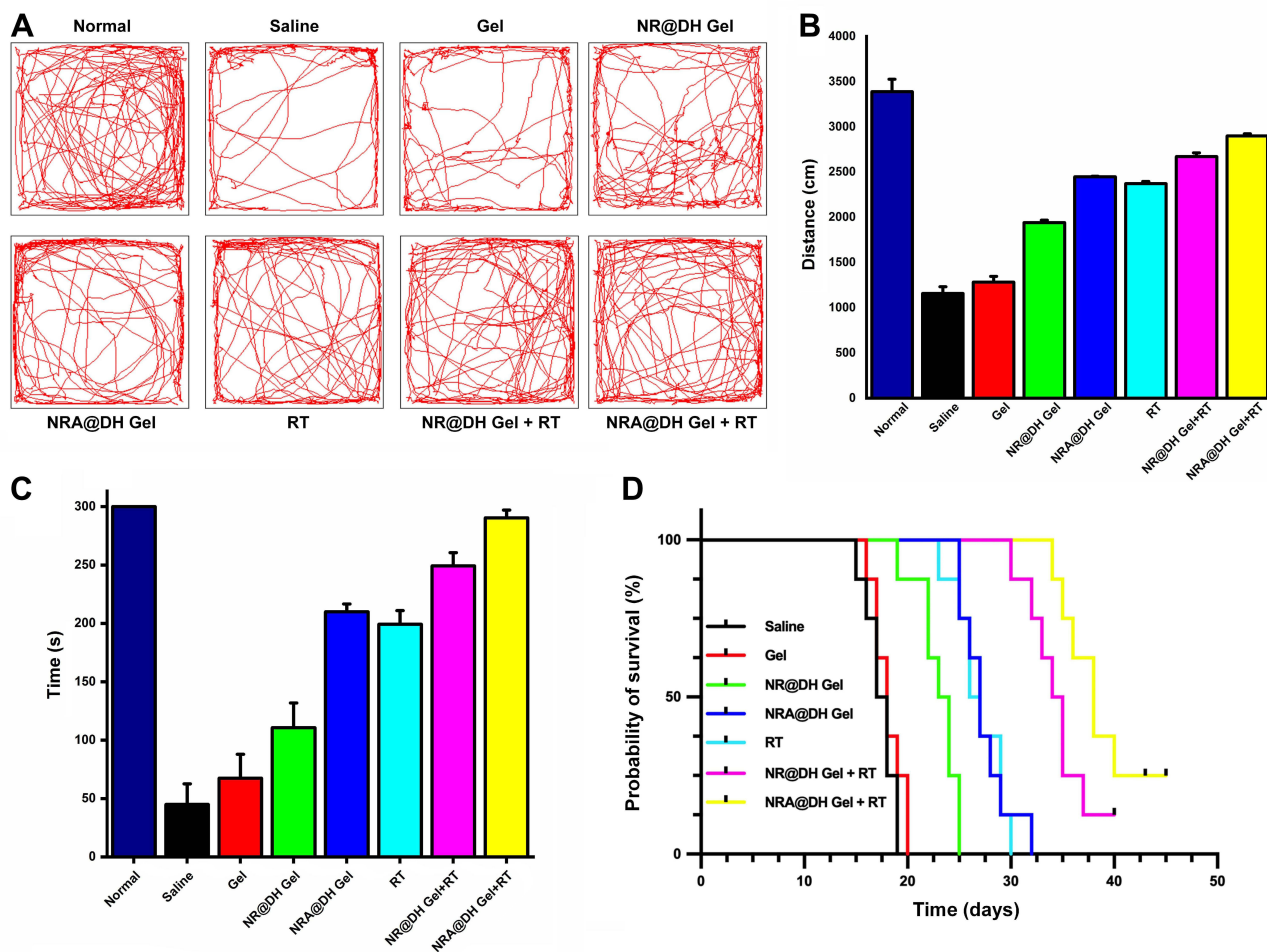 A
Normal
Saline
Gel
NR@DH Gel
NRA@DH Gel
RT
NR@DH Gel + RT
NRA@DH Gel + RT
B
Distance (cm)
4000
3500
3000
2500
2000
1500
1000
500
0
Normal
Saline
Gel
NR@DH Gel
NRA@DH Gel
RT
NR@DH Gel+RT
NRA@DH Gel+RT
C
Time (s)
300
250
200
150
100
50
0
Normal
Saline
Gel
NR@DH Gel
NRA@DH Gel
RT
NR@DH Gel+RT
NRA@DH Gel+RT
D
Probability of survival (%)
100
50
0
Saline
Gel
NR@DH Gel
NRA@DH Gel
RT
NR@DH Gel + RT
NRA@DH Gel + RT
0
10
20
30
40
50
Time (days)